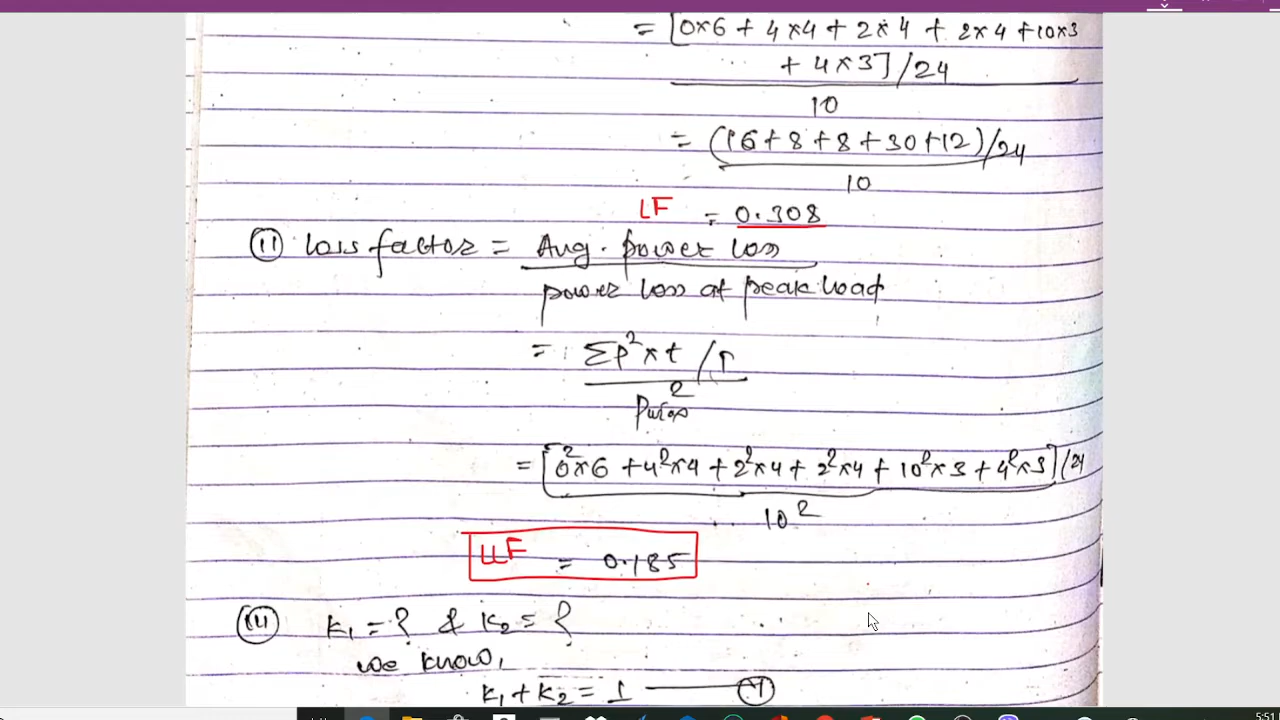 = [0×6 + 4×4 + 2×4 + 2×4 + 10×3
+ 4×3] /24
10
= (16+8+8+30+12)/24
10
LF = 0.308
(ii) Loss factor = Avg. power loss
power loss at peak load
= Σp²×t /T
p²max
= [0²×6 + 4²×4 + 2²×4 + 2²×4 + 10²×3 + 4²×3] /24
10²
LLF = 0.185
(iii) K₁ = ? & K₂ = ?
we know,
K₁ + K₂ = 1
5:51